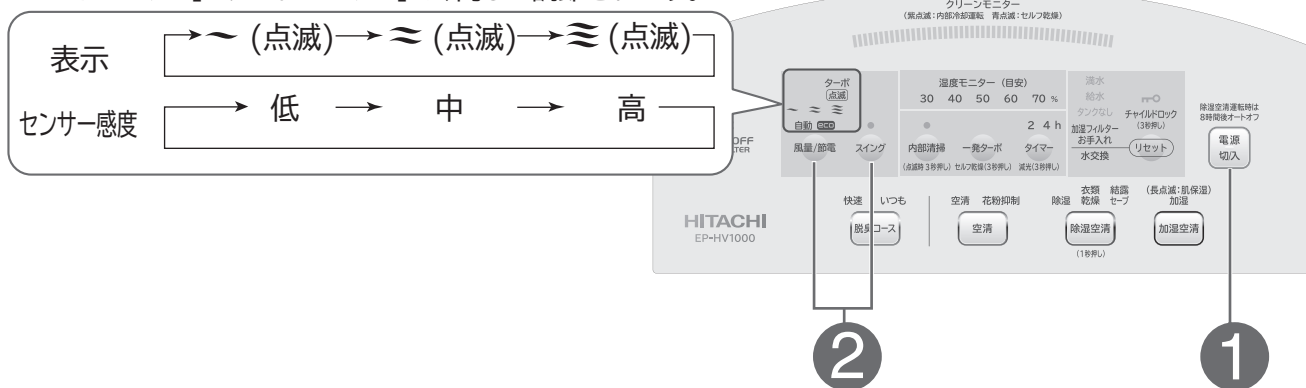 表示 → ~ (点滅) → ≈ (点滅) → ≋ (点滅)
センサー感度 → 低 → 中 → 高
クリーンモニター
(紫点滅：内部冷却運転 青点滅：セルフ乾燥)
ターボ
点滅
自動 eco
風量/節電
スイング
湿度モニター（目安）
30 40 50 60 70 %
2 4 h
内部清掃 一発ターボ タイマー
(点滅時3秒押し) セルフ乾燥(3秒押し) 減光(3秒押し)
満水
給水
タンクなし
加湿フィルター
お手入れ
水交換
チャイルドロック
(3秒押し)
リセット
除湿空清運転時は
8時間後オートオフ
電源
切/入
OFF
TER
快速 いつも
脱臭コース
空清 花粉抑制
空清
除湿 衣類乾燥 結露セーブ
除湿空清
(1秒押し)
(長点滅：肌保湿)
加湿
加湿空清
HITACHI
EP-HV1000
2
1